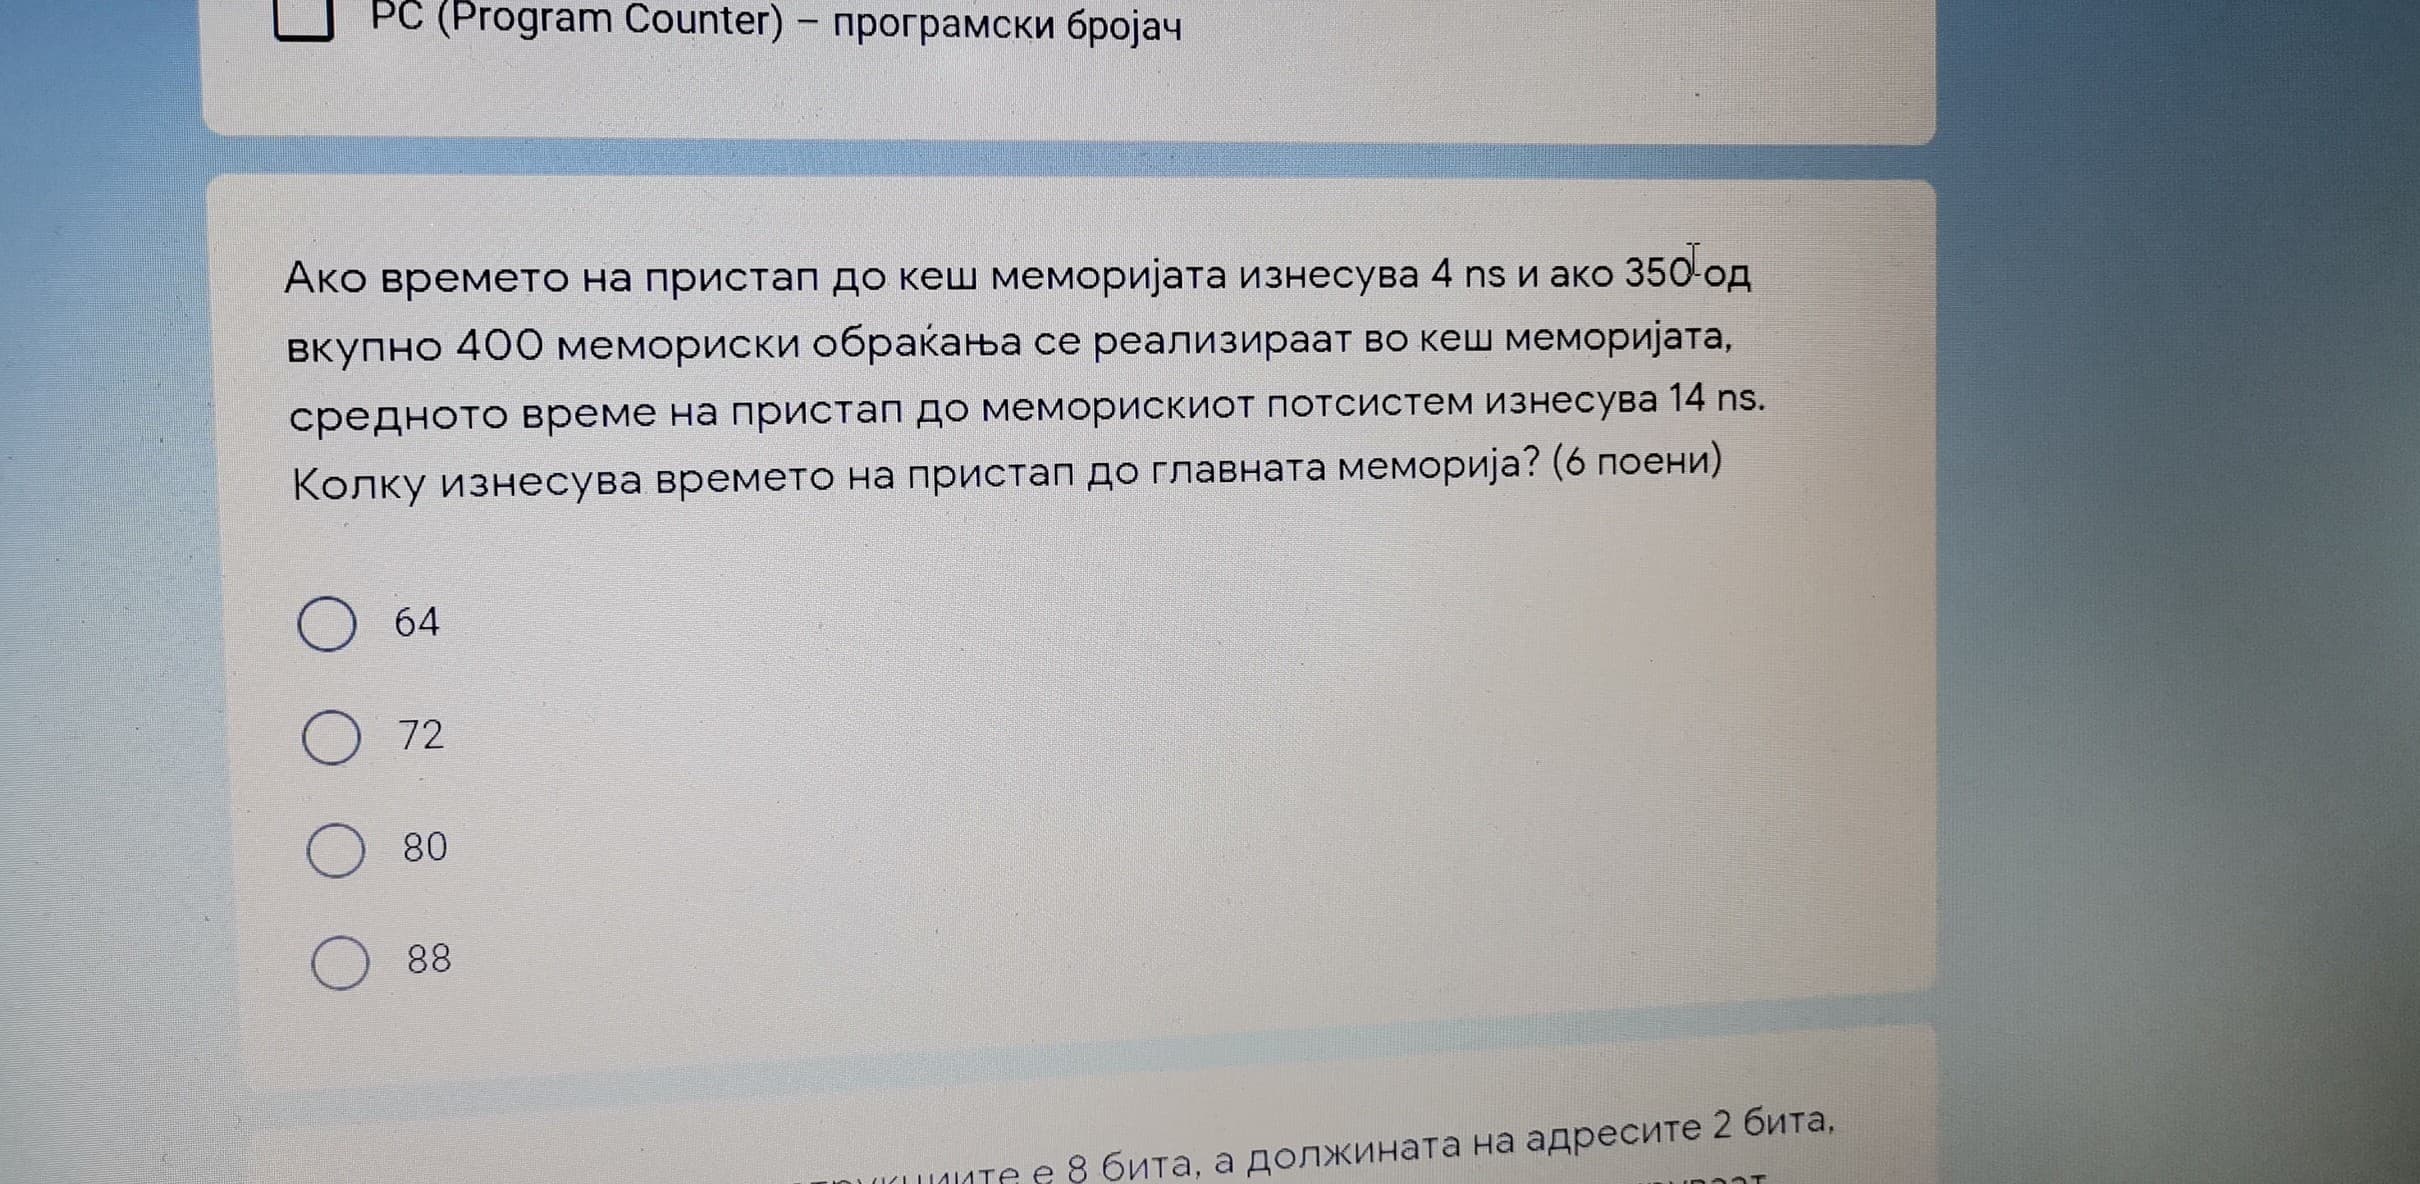 PC (Program Counter) – програмски бројач
Ако времето на пристап до кеш меморијата изнесува 4 ns и ако 350 од
вкупно 400 мемориски обраќања се реализираат во кеш меморијата,
средното време на пристап до меморискиот потсистем изнесува 14 ns.
Колку изнесува времето на пристап до главната меморија? (6 поени)
64
72
80
88
е 8 бита, а должината на адресите 2 бита,